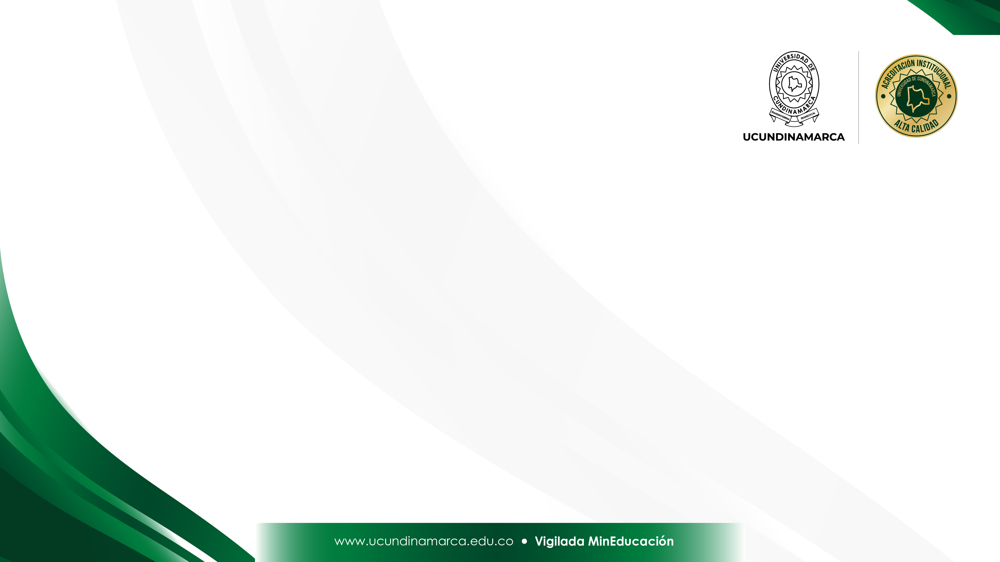 UNIVERSIDAD DE
CUNDINAMARCA
TRANSMODERNA
TRANSLOCAL
UCUNDINAMARCA
ACREDITACIÓN INSTITUCIONAL
UNIVERSIDAD DE CUNDINAMARCA
ALTA CALIDAD
www.ucundinamarca.edu.co • Vigilada MinEducación